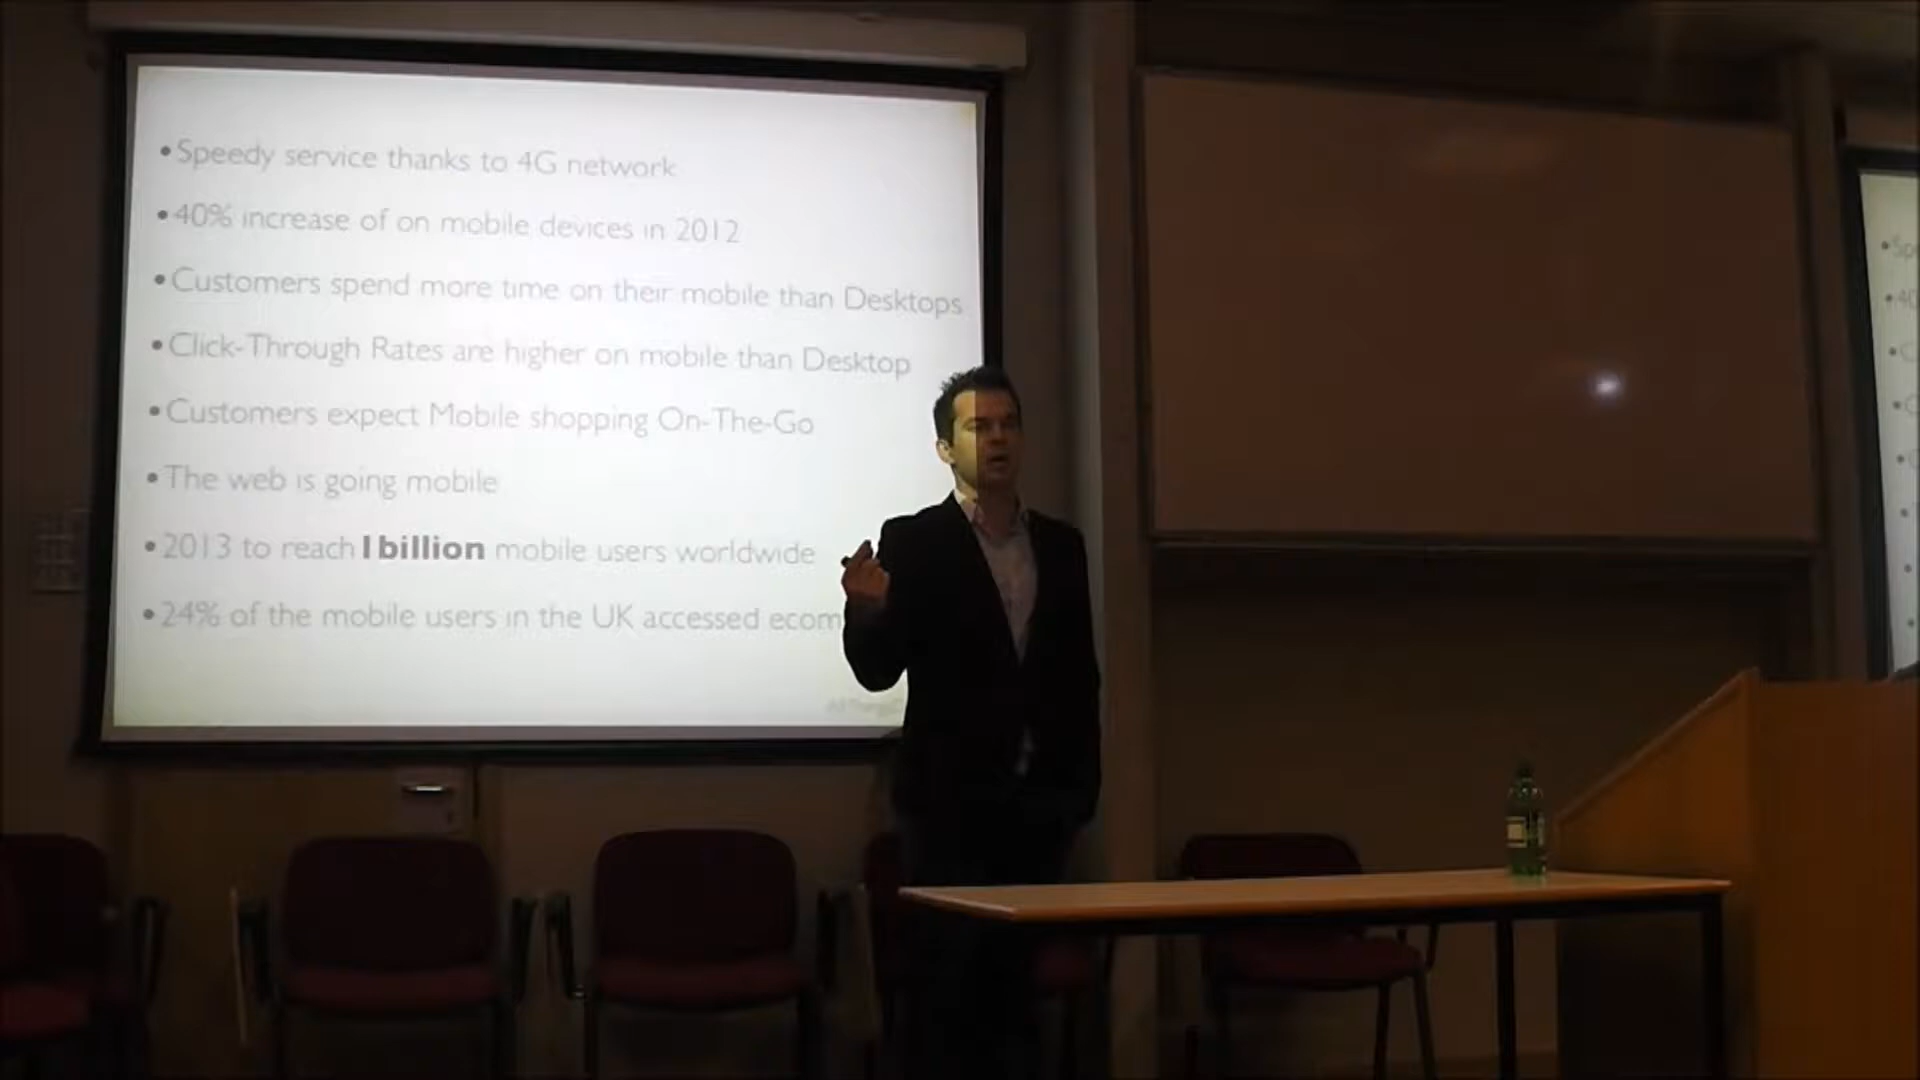 •Speedy service thanks to 4G network
•40% increase of on mobile devices in 2012
•Customers spend more time on their mobile than Desktops
•Click-Through Rates are higher on mobile than Desktop
•Customers expect Mobile shopping On-The-Go
•The web is going mobile
•2013 to reach 1 billion mobile users worldwide
•24% of the mobile users in the UK accessed ecom